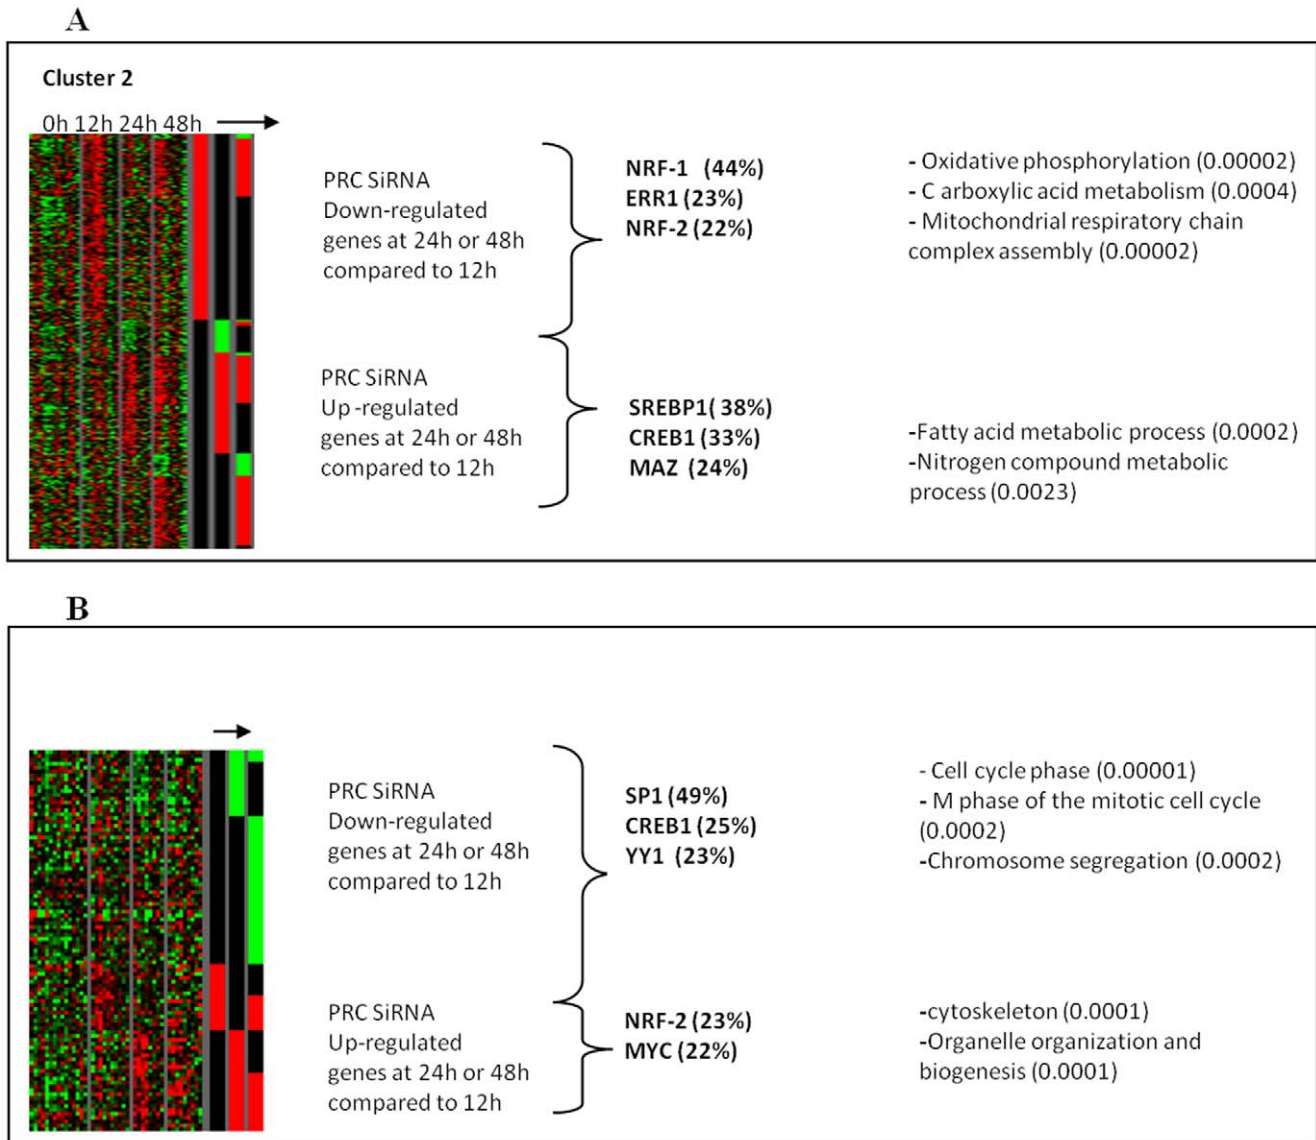 A
Cluster 2
0h 12h 24h 48h
PRC SiRNA
Down-regulated
genes at 24h or 48h
compared to 12h
NRF-1 (44%)
ERR1 (23%)
NRF-2 (22%)
- Oxidative phosphorylation (0.00002)
- C arboxylic acid metabolism (0.0004)
- Mitochondrial respiratory chain
complex assembly (0.00002)
PRC SiRNA
Up -regulated
genes at 24h or 48h
compared to 12h
SREBP1( 38%)
CREB1 (33%)
MAZ (24%)
-Fatty acid metabolic process (0.0002)
-Nitrogen compound metabolic
process (0.0023)
B
PRC SiRNA
Down-regulated
genes at 24h or 48h
compared to 12h
SP1 (49%)
CREB1 (25%)
YY1 (23%)
- Cell cycle phase (0.00001)
- M phase of the mitotic cell cycle
(0.0002)
-Chromosome segregation (0.0002)
PRC SiRNA
Up-regulated
genes at 24h or 48h
compared to 12h
NRF-2 (23%)
MYC (22%)
-cytoskeleton (0.0001)
-Organelle organization and
biogenesis (0.0001)